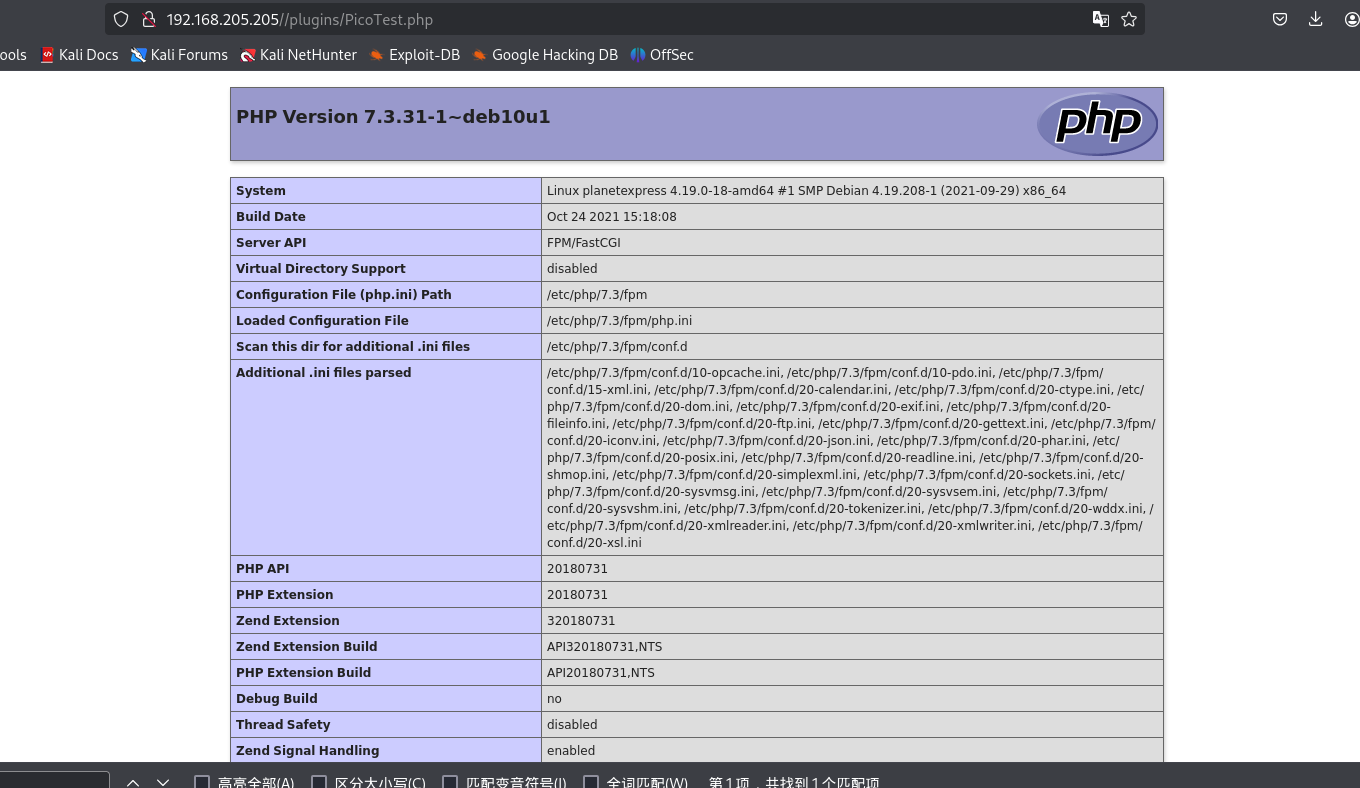 192.168.205.205//plugins/PicoTest.php
ools Kali Docs Kali Forums Kali NetHunter Exploit-DB Google Hacking DB OffSec
PHP Version 7.3.31-1~deb10u1
php
System Linux planetexpress 4.19.0-18-amd64 #1 SMP Debian 4.19.208-1 (2021-09-29) x86_64
Build Date Oct 24 2021 15:18:08
Server API FPM/FastCGI
Virtual Directory Support disabled
Configuration File (php.ini) Path /etc/php/7.3/fpm
Loaded Configuration File /etc/php/7.3/fpm/php.ini
Scan this dir for additional .ini files /etc/php/7.3/fpm/conf.d
Additional .ini files parsed /etc/php/7.3/fpm/conf.d/10-opcache.ini, /etc/php/7.3/fpm/conf.d/10-pdo.ini, /etc/php/7.3/fpm/
conf.d/15-xml.ini, /etc/php/7.3/fpm/conf.d/20-calendar.ini, /etc/php/7.3/fpm/conf.d/20-ctype.ini, /etc/
php/7.3/fpm/conf.d/20-dom.ini, /etc/php/7.3/fpm/conf.d/20-exif.ini, /etc/php/7.3/fpm/conf.d/20-
fileinfo.ini, /etc/php/7.3/fpm/conf.d/20-ftp.ini, /etc/php/7.3/fpm/conf.d/20-gettext.ini, /etc/php/7.3/fpm/
conf.d/20-iconv.ini, /etc/php/7.3/fpm/conf.d/20-json.ini, /etc/php/7.3/fpm/conf.d/20-phar.ini, /etc/
php/7.3/fpm/conf.d/20-posix.ini, /etc/php/7.3/fpm/conf.d/20-readline.ini, /etc/php/7.3/fpm/conf.d/20-
shmop.ini, /etc/php/7.3/fpm/conf.d/20-simplexml.ini, /etc/php/7.3/fpm/conf.d/20-sockets.ini, /etc/
php/7.3/fpm/conf.d/20-sysvmsg.ini, /etc/php/7.3/fpm/conf.d/20-sysvsem.ini, /etc/php/7.3/fpm/
conf.d/20-sysvshm.ini, /etc/php/7.3/fpm/conf.d/20-tokenizer.ini, /etc/php/7.3/fpm/conf.d/20-wddx.ini, /
etc/php/7.3/fpm/conf.d/20-xmlreader.ini, /etc/php/7.3/fpm/conf.d/20-xmlwriter.ini, /etc/php/7.3/fpm/
conf.d/20-xsl.ini
PHP API 20180731
PHP Extension 20180731
Zend Extension 320180731
Zend Extension Build API320180731,NTS
PHP Extension Build API20180731,NTS
Debug Build no
Thread Safety disabled
Zend Signal Handling enabled
高亮全部(A) 区分大小写(C) 匹配变音符号(I) 全词匹配(W) 第 1 项，共找到 1 个匹配项